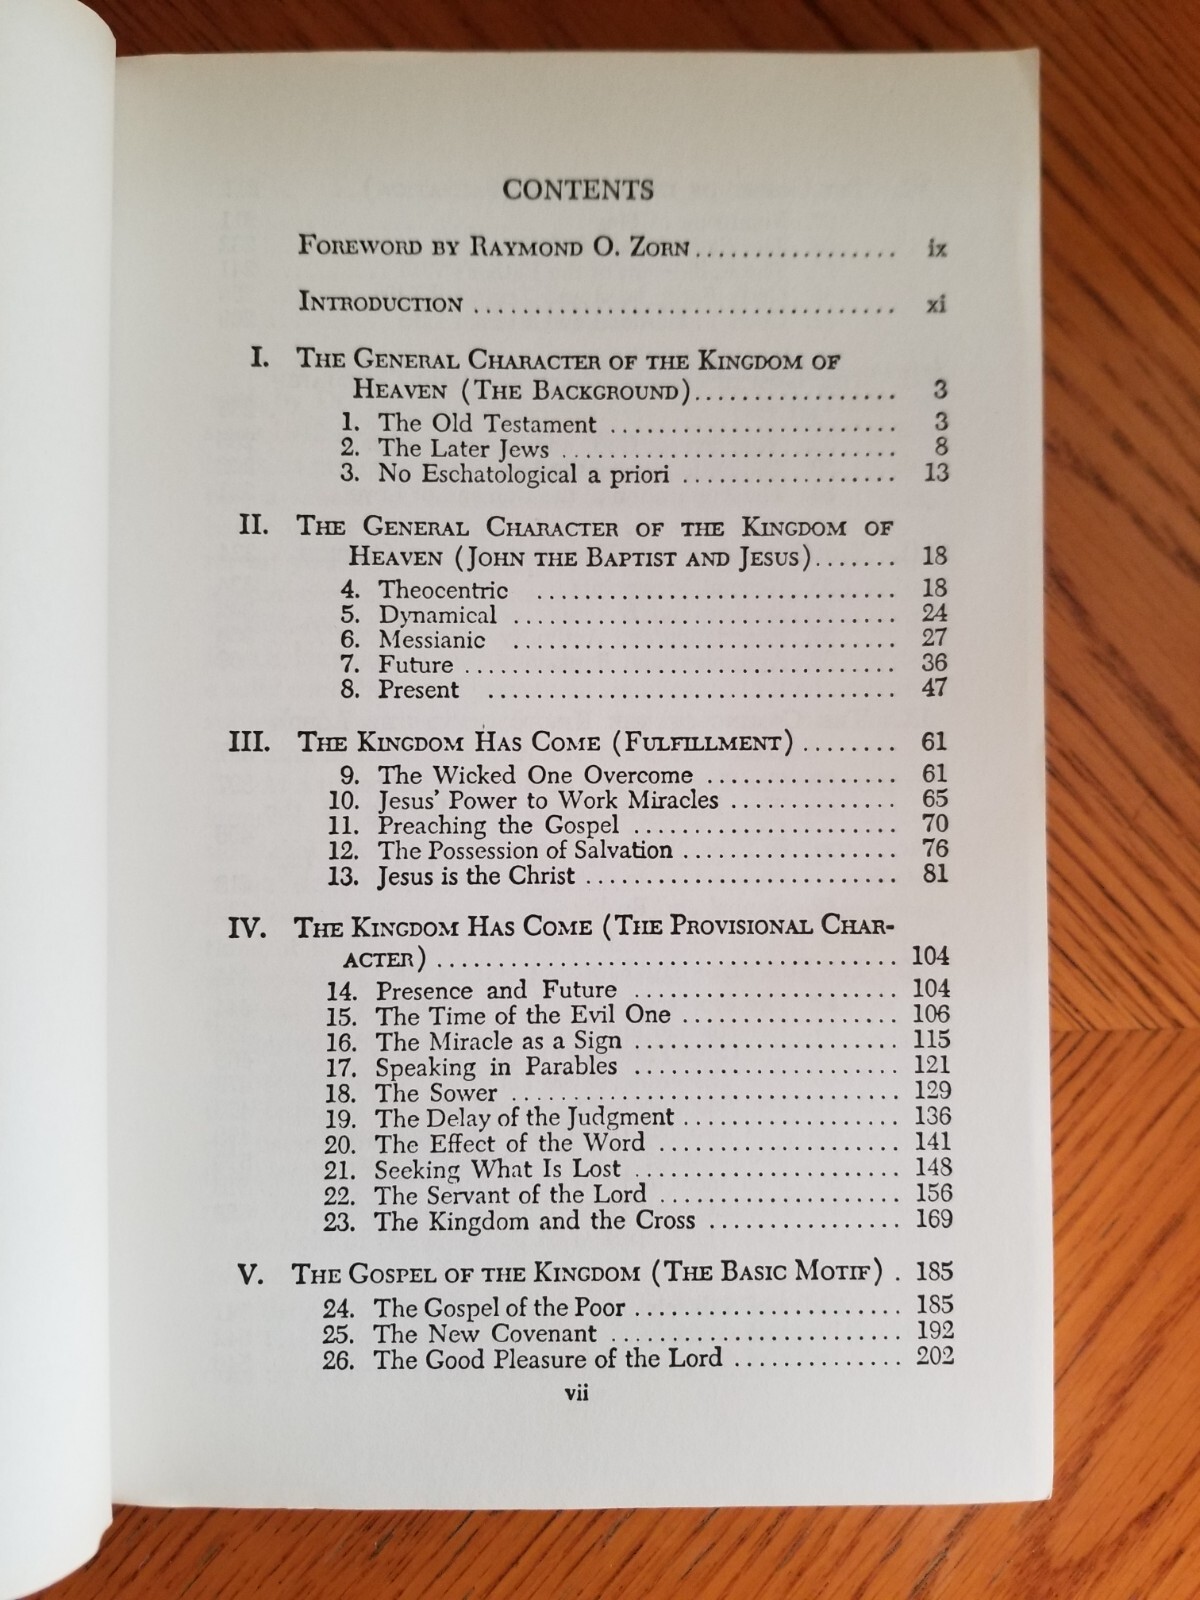 CONTENTS
FOREWORD BY RAYMOND O. ZORN ................. ix
INTRODUCTION ................................... xi
I. THE GENERAL CHARACTER OF THE KINGDOM OF
HEAVEN (THE BACKGROUND) ................. 3
1. The Old Testament ........................ 3
2. The Later Jews ............................ 8
3. No Eschatological a priori .................. 13
II. THE GENERAL CHARACTER OF THE KINGDOM OF
HEAVEN (JOHN THE BAPTIST AND JESUS) ....... 18
4. Theocentric .............................. 18
5. Dynamical ................................ 24
6. Messianic ................................ 27
7. Future .................................... 36
8. Present .................................. 47
III. THE KINGDOM HAS COME (FULFILLMENT) ........ 61
9. The Wicked One Overcome ................ 61
10. Jesus' Power to Work Miracles .............. 65
11. Preaching the Gospel ...................... 70
12. The Possession of Salvation .................. 76
13. Jesus is the Christ .......................... 81
IV. THE KINGDOM HAS COME (THE PROVISIONAL CHAR-
ACTER) ...................................... 104
14. Presence and Future ...................... 104
15. The Time of the Evil One .................. 106
16. The Miracle as a Sign ...................... 115
17. Speaking in Parables ...................... 121
18. The Sower ................................ 129
19. The Delay of the Judgment .................. 136
20. The Effect of the Word .................... 141
21. Seeking What Is Lost ...................... 148
22. The Servant of the Lord .................... 156
23. The Kingdom and the Cross ................ 169
V. THE GOSPEL OF THE KINGDOM (THE BASIC MOTIF) . 185
24. The Gospel of the Poor ...................... 185
25. The New Covenant ........................ 192
26. The Good Pleasure of the Lord .............. 202
vii